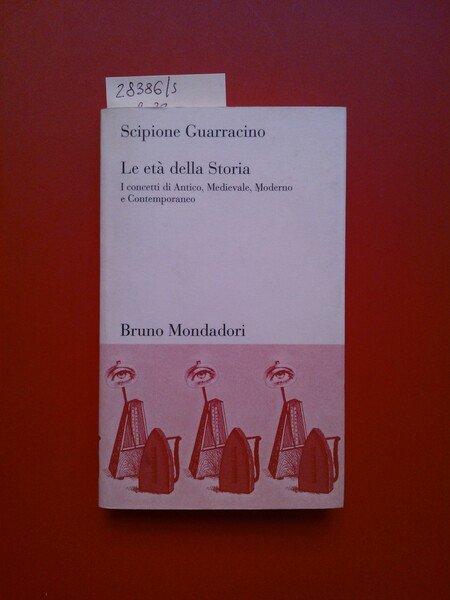 28386/s
Scipione Guarracino
Le età della Storia
I concetti di Antico, Medievale, Moderno
e Contemporaneo
Bruno Mondadori